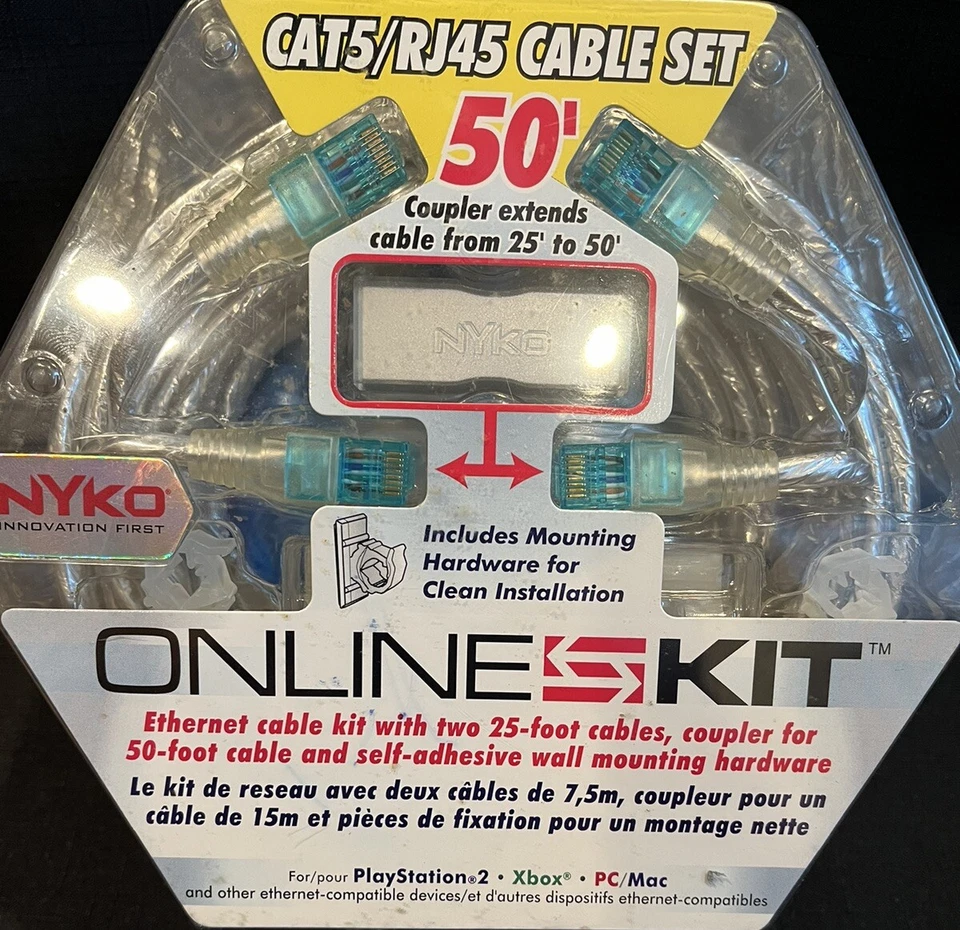 CAT5/RJ45 CABLE SET
50'
Coupler extends
cable from 25' to 50'
NYKO
NYKO®
INNOVATION FIRST
Includes Mounting
Hardware for
Clean Installation
ONLINE KIT™
Ethernet cable kit with two 25-foot cables, coupler for
50-foot cable and self-adhesive wall mounting hardware
Le kit de reseau avec deux câbles de 7,5m, coupleur pour un
câble de 15m et pièces de fixation pour un montage nette
For/pour PlayStation®2 • Xbox® • PC/Mac
and other ethernet-compatible devices/et d'autres dispositifs ethernet-compatibles